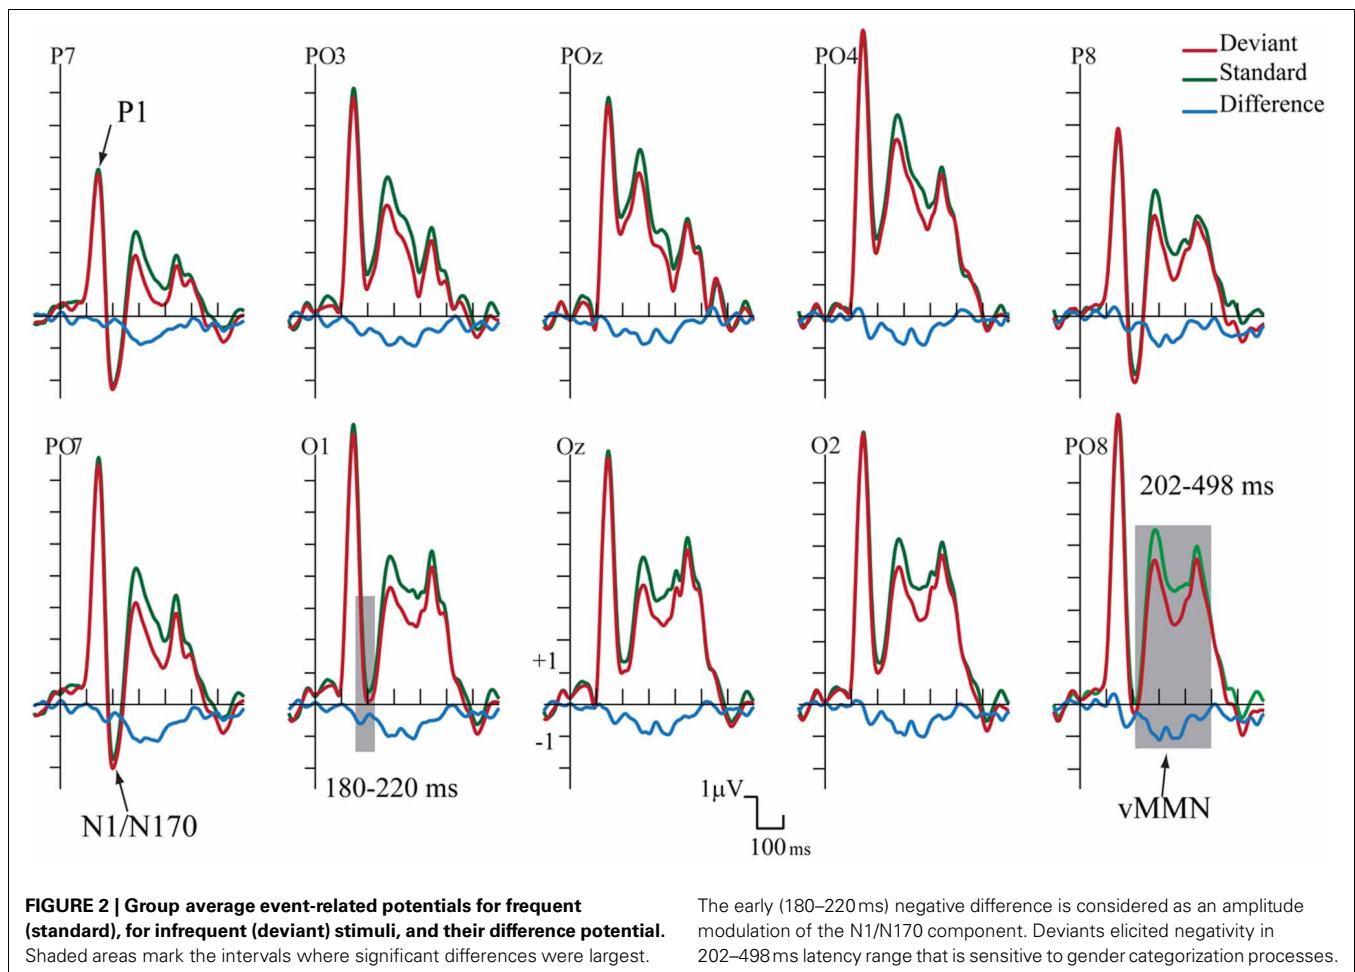 P7
PO3
POz
PO4
P8
Deviant
Standard
Difference
P1
PO7
O1
Oz
O2
PO8
202-498 ms
+1
-1
180-220 ms
N1/N170
1μV
100 ms
vMMN
FIGURE 2 | Group average event-related potentials for frequent
(standard), for infrequent (deviant) stimuli, and their difference potential.
Shaded areas mark the intervals where significant differences were largest.
The early (180–220 ms) negative difference is considered as an amplitude
modulation of the N1/N170 component. Deviants elicited negativity in
202–498 ms latency range that is sensitive to gender categorization processes.